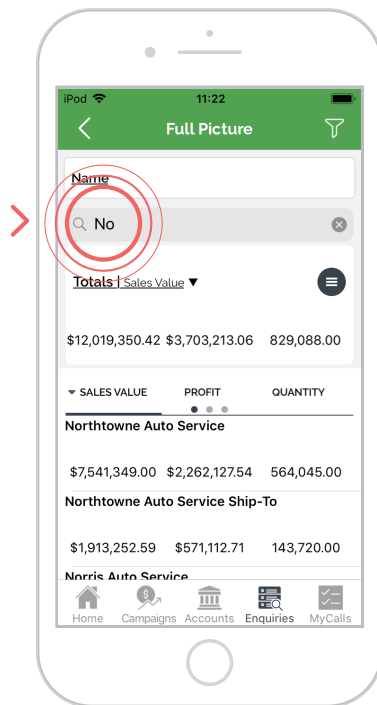 iPod 11:22
Full Picture
Name
No
Totals | Sales Value ▼
$12,019,350.42 $3,703,213.06 829,088.00
SALES VALUE PROFIT QUANTITY
Northtowne Auto Service
$7,541,349.00 $2,262,127.54 564,045.00
Northtowne Auto Service Ship-To
$1,913,252.59 $571,112.71 143,720.00
Norris Auto Service
Home Campaigns Accounts Enquiries MyCalls